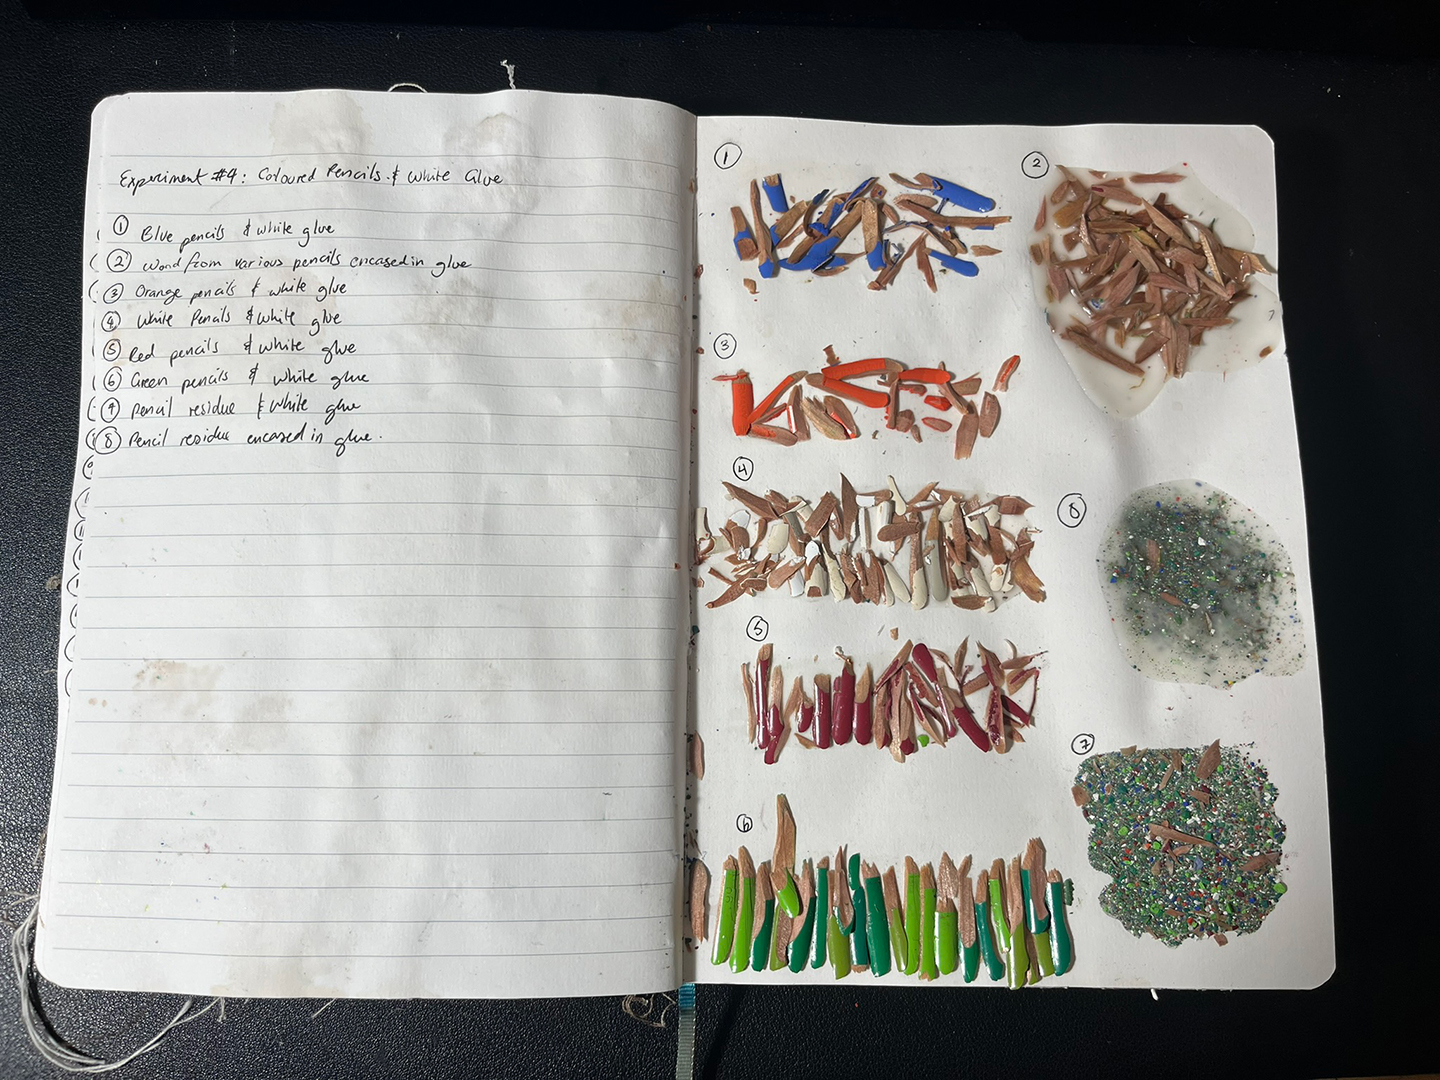 Experiment #4: Coloured Pencils & White Glue
① Blue pencils & white glue
② Wood from various pencils encased in glue
③ Orange pencils & white glue
④ White Pencils & white glue
⑤ Red pencils & white glue
⑥ Green pencils & white glue
⑦ Pencil residue & white glue
⑧ Pencil residue encased in glue.
①
②
③
④
⑤
⑥
⑧
⑦